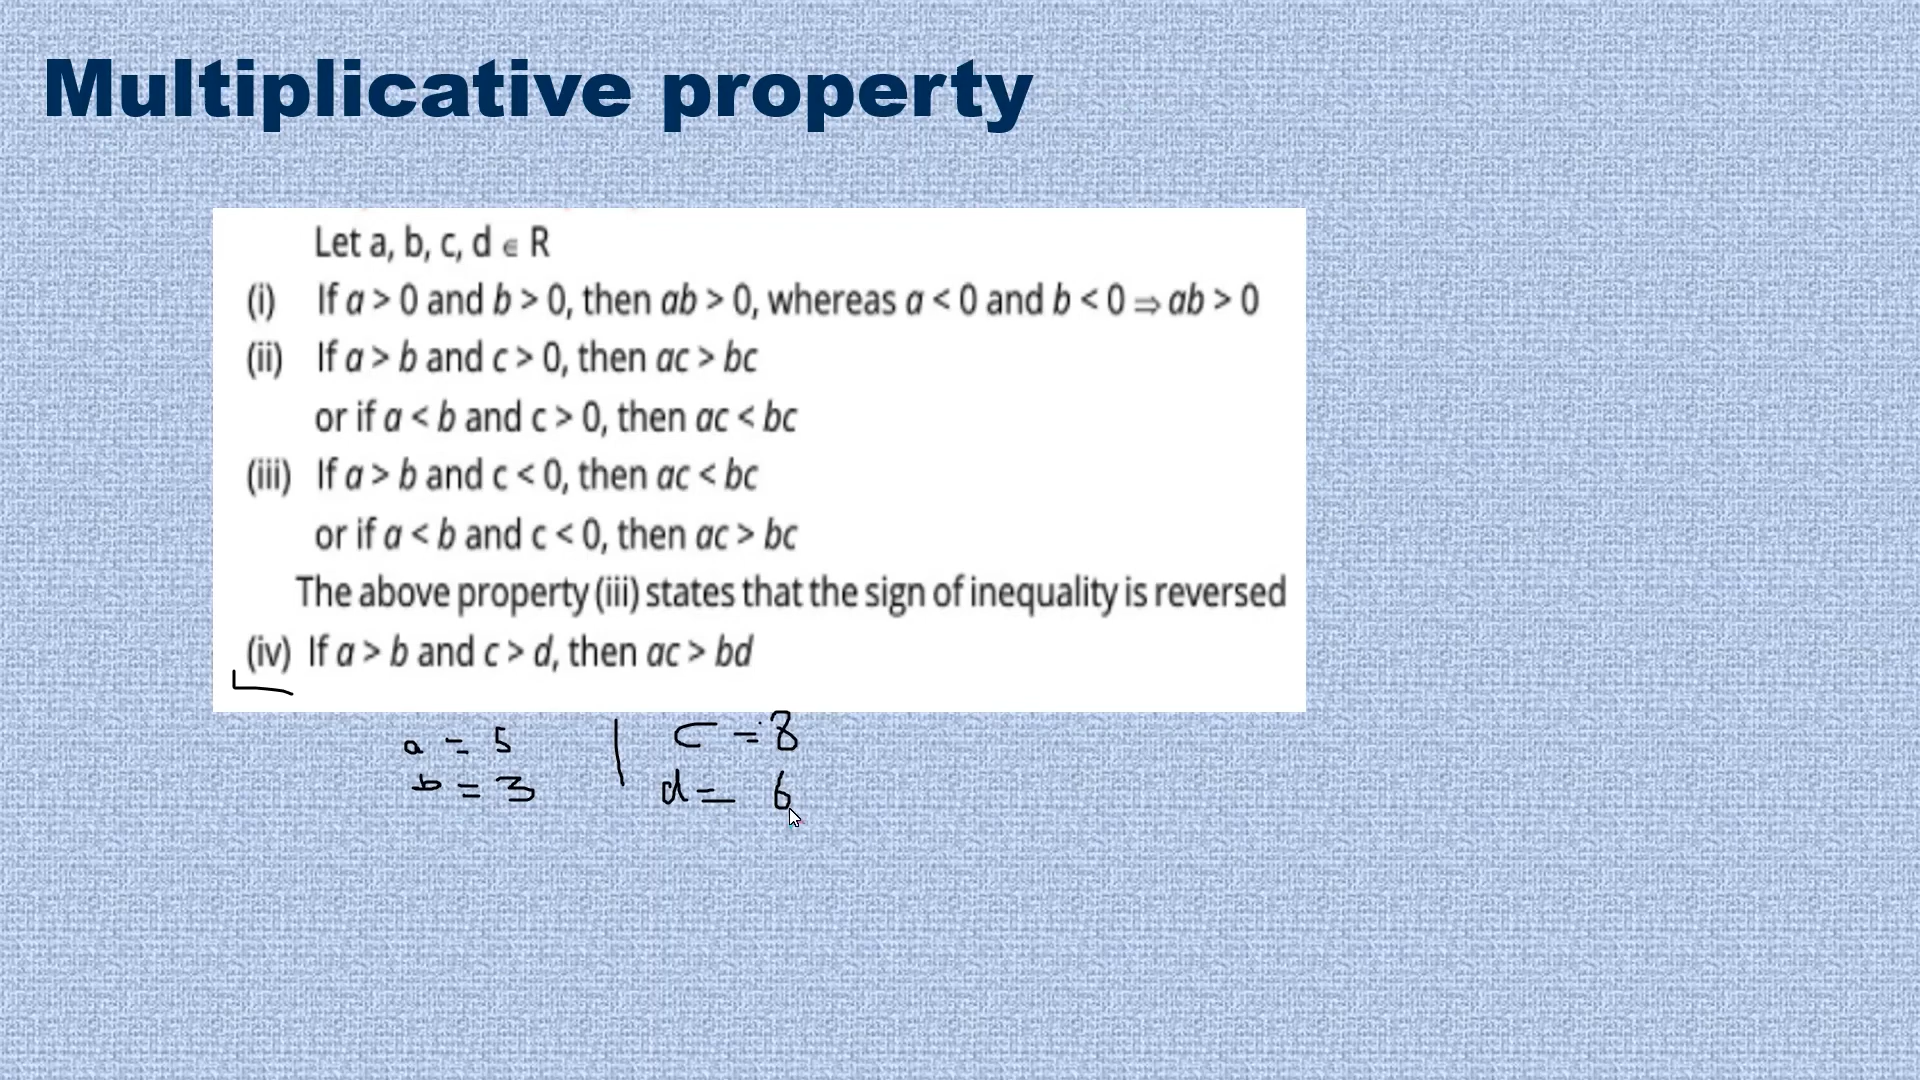 Multiplicative property
Let a, b, c, d ∈ R
(i) If a > 0 and b > 0, then ab > 0, whereas a < 0 and b < 0 ⇒ ab > 0
(ii) If a > b and c > 0, then ac > bc
or if a < b and c > 0, then ac < bc
(iii) If a > b and c < 0, then ac < bc
or if a < b and c < 0, then ac > bc
The above property (iii) states that the sign of inequality is reversed
(iv) If a > b and c > d, then ac > bd
a = 5 | c = 8
b = 3 d = 6